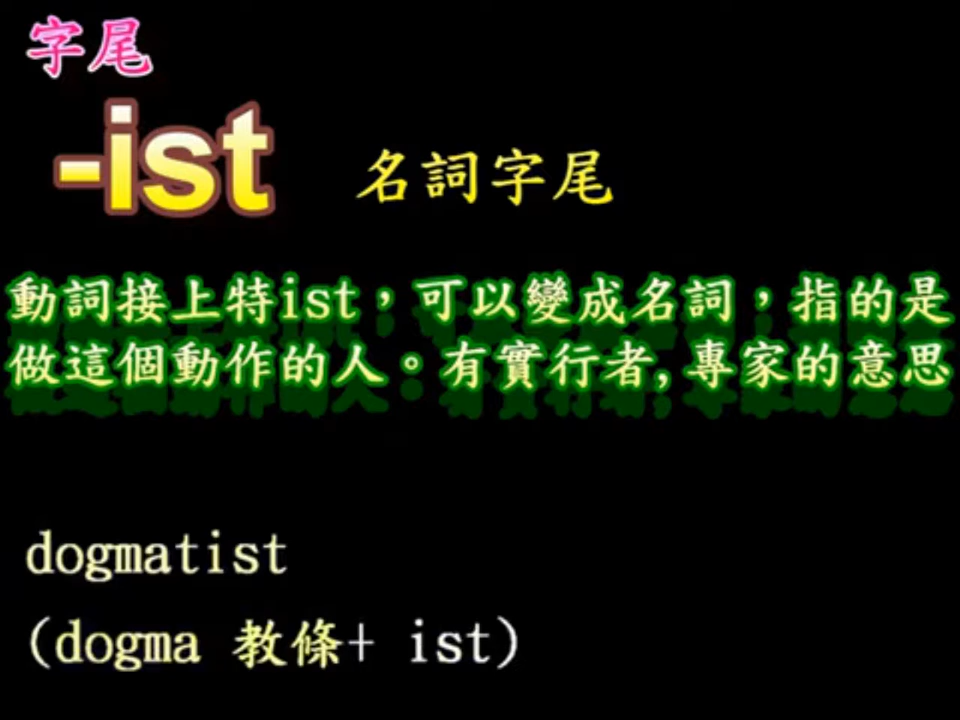 字尾
-ist 名詞字尾
動詞接上特ist，可以變成名詞，指的是
做這個動作的人。有實行者,專家的意思
dogmatist
(dogma 教條+ ist)